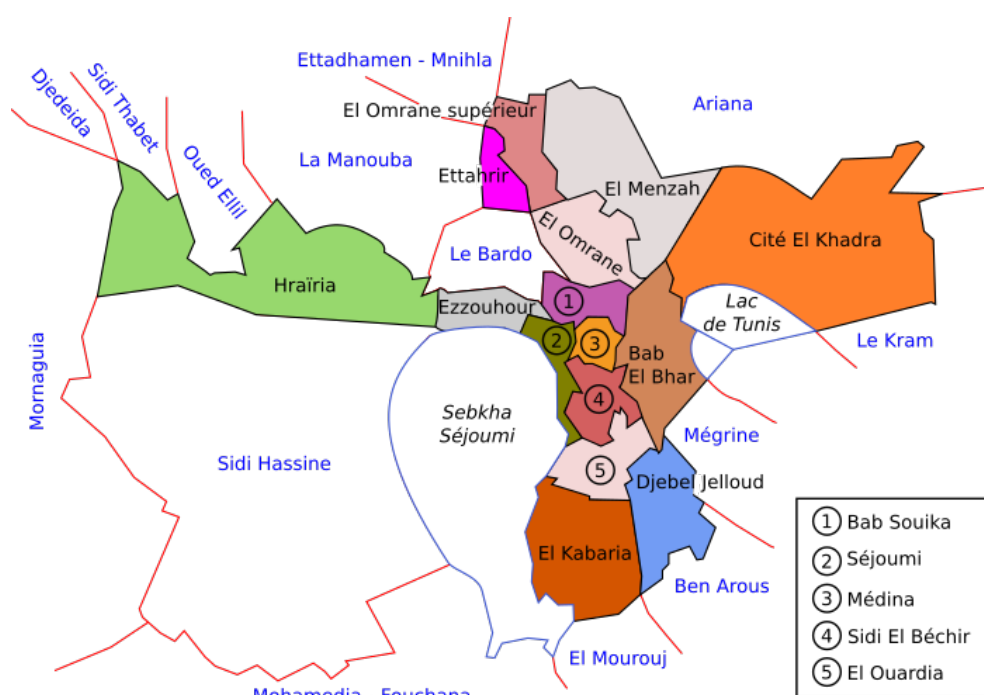 Ettadhamen - Mnihla
Sidi Thabet
Djedeida
Ariana
El Omrane supérieur
La Manouba
Oued Ellil
Ettahrir
El Menzah
El Omrane
Cité El Khadra
Le Bardo
Hraïria
Ezzouhour
1
Lac
de Tunis
2
3
Le Kram
Bab
El Bhar
Mornaguia
4
Sebkha
Séjoumi
Mégrine
Sidi Hassine
5
Djebel Jelloud
El Kabaria
Ben Arous
El Mourouj
Mohamedia - Fouchana
1 Bab Souika
2 Séjoumi
3 Médina
4 Sidi El Béchir
5 El Ouardia